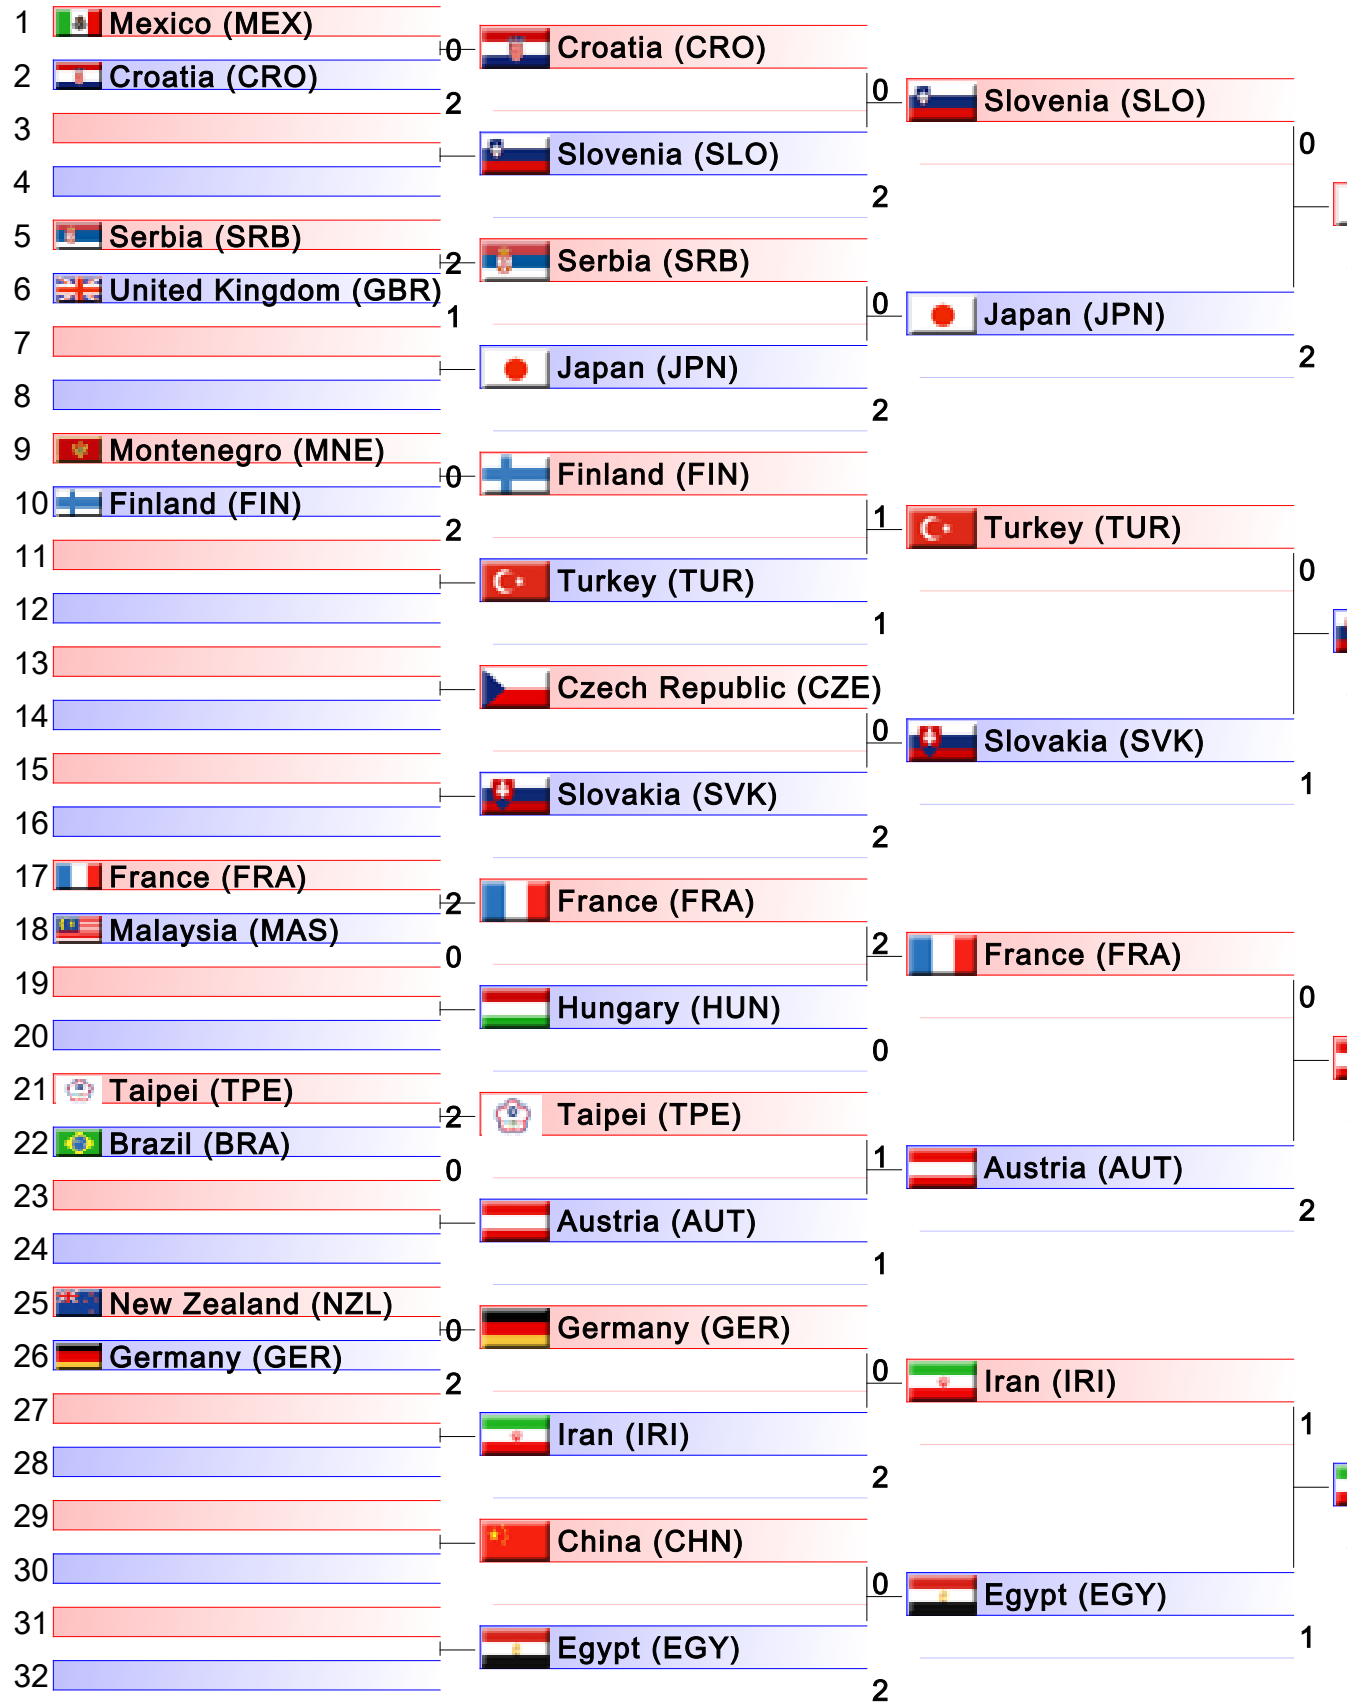 1 Mexico (MEX)
0
2 Croatia (CRO)
2
3
4
5 Serbia (SRB)
2
6 United Kingdom (GBR)
1
7
8
9 Montenegro (MNE)
0
10 Finland (FIN)
2
11
12
13
14
15
16
17 France (FRA)
2
18 Malaysia (MAS)
0
19
20
21 Taipei (TPE)
2
22 Brazil (BRA)
0
23
24
25 New Zealand (NZL)
0
26 Germany (GER)
2
27
28
29
30
31
32
Croatia (CRO)
0
Slovenia (SLO)
2
Serbia (SRB)
0
Japan (JPN)
2
Finland (FIN)
1
Turkey (TUR)
1
Czech Republic (CZE)
0
Slovakia (SVK)
2
France (FRA)
2
Hungary (HUN)
0
Taipei (TPE)
1
Austria (AUT)
1
Germany (GER)
0
Iran (IRI)
2
China (CHN)
0
Egypt (EGY)
2
Slovenia (SLO)
0
Japan (JPN)
2
Turkey (TUR)
0
Slovakia (SVK)
1
France (FRA)
0
Austria (AUT)
2
Iran (IRI)
1
Egypt (EGY)
1